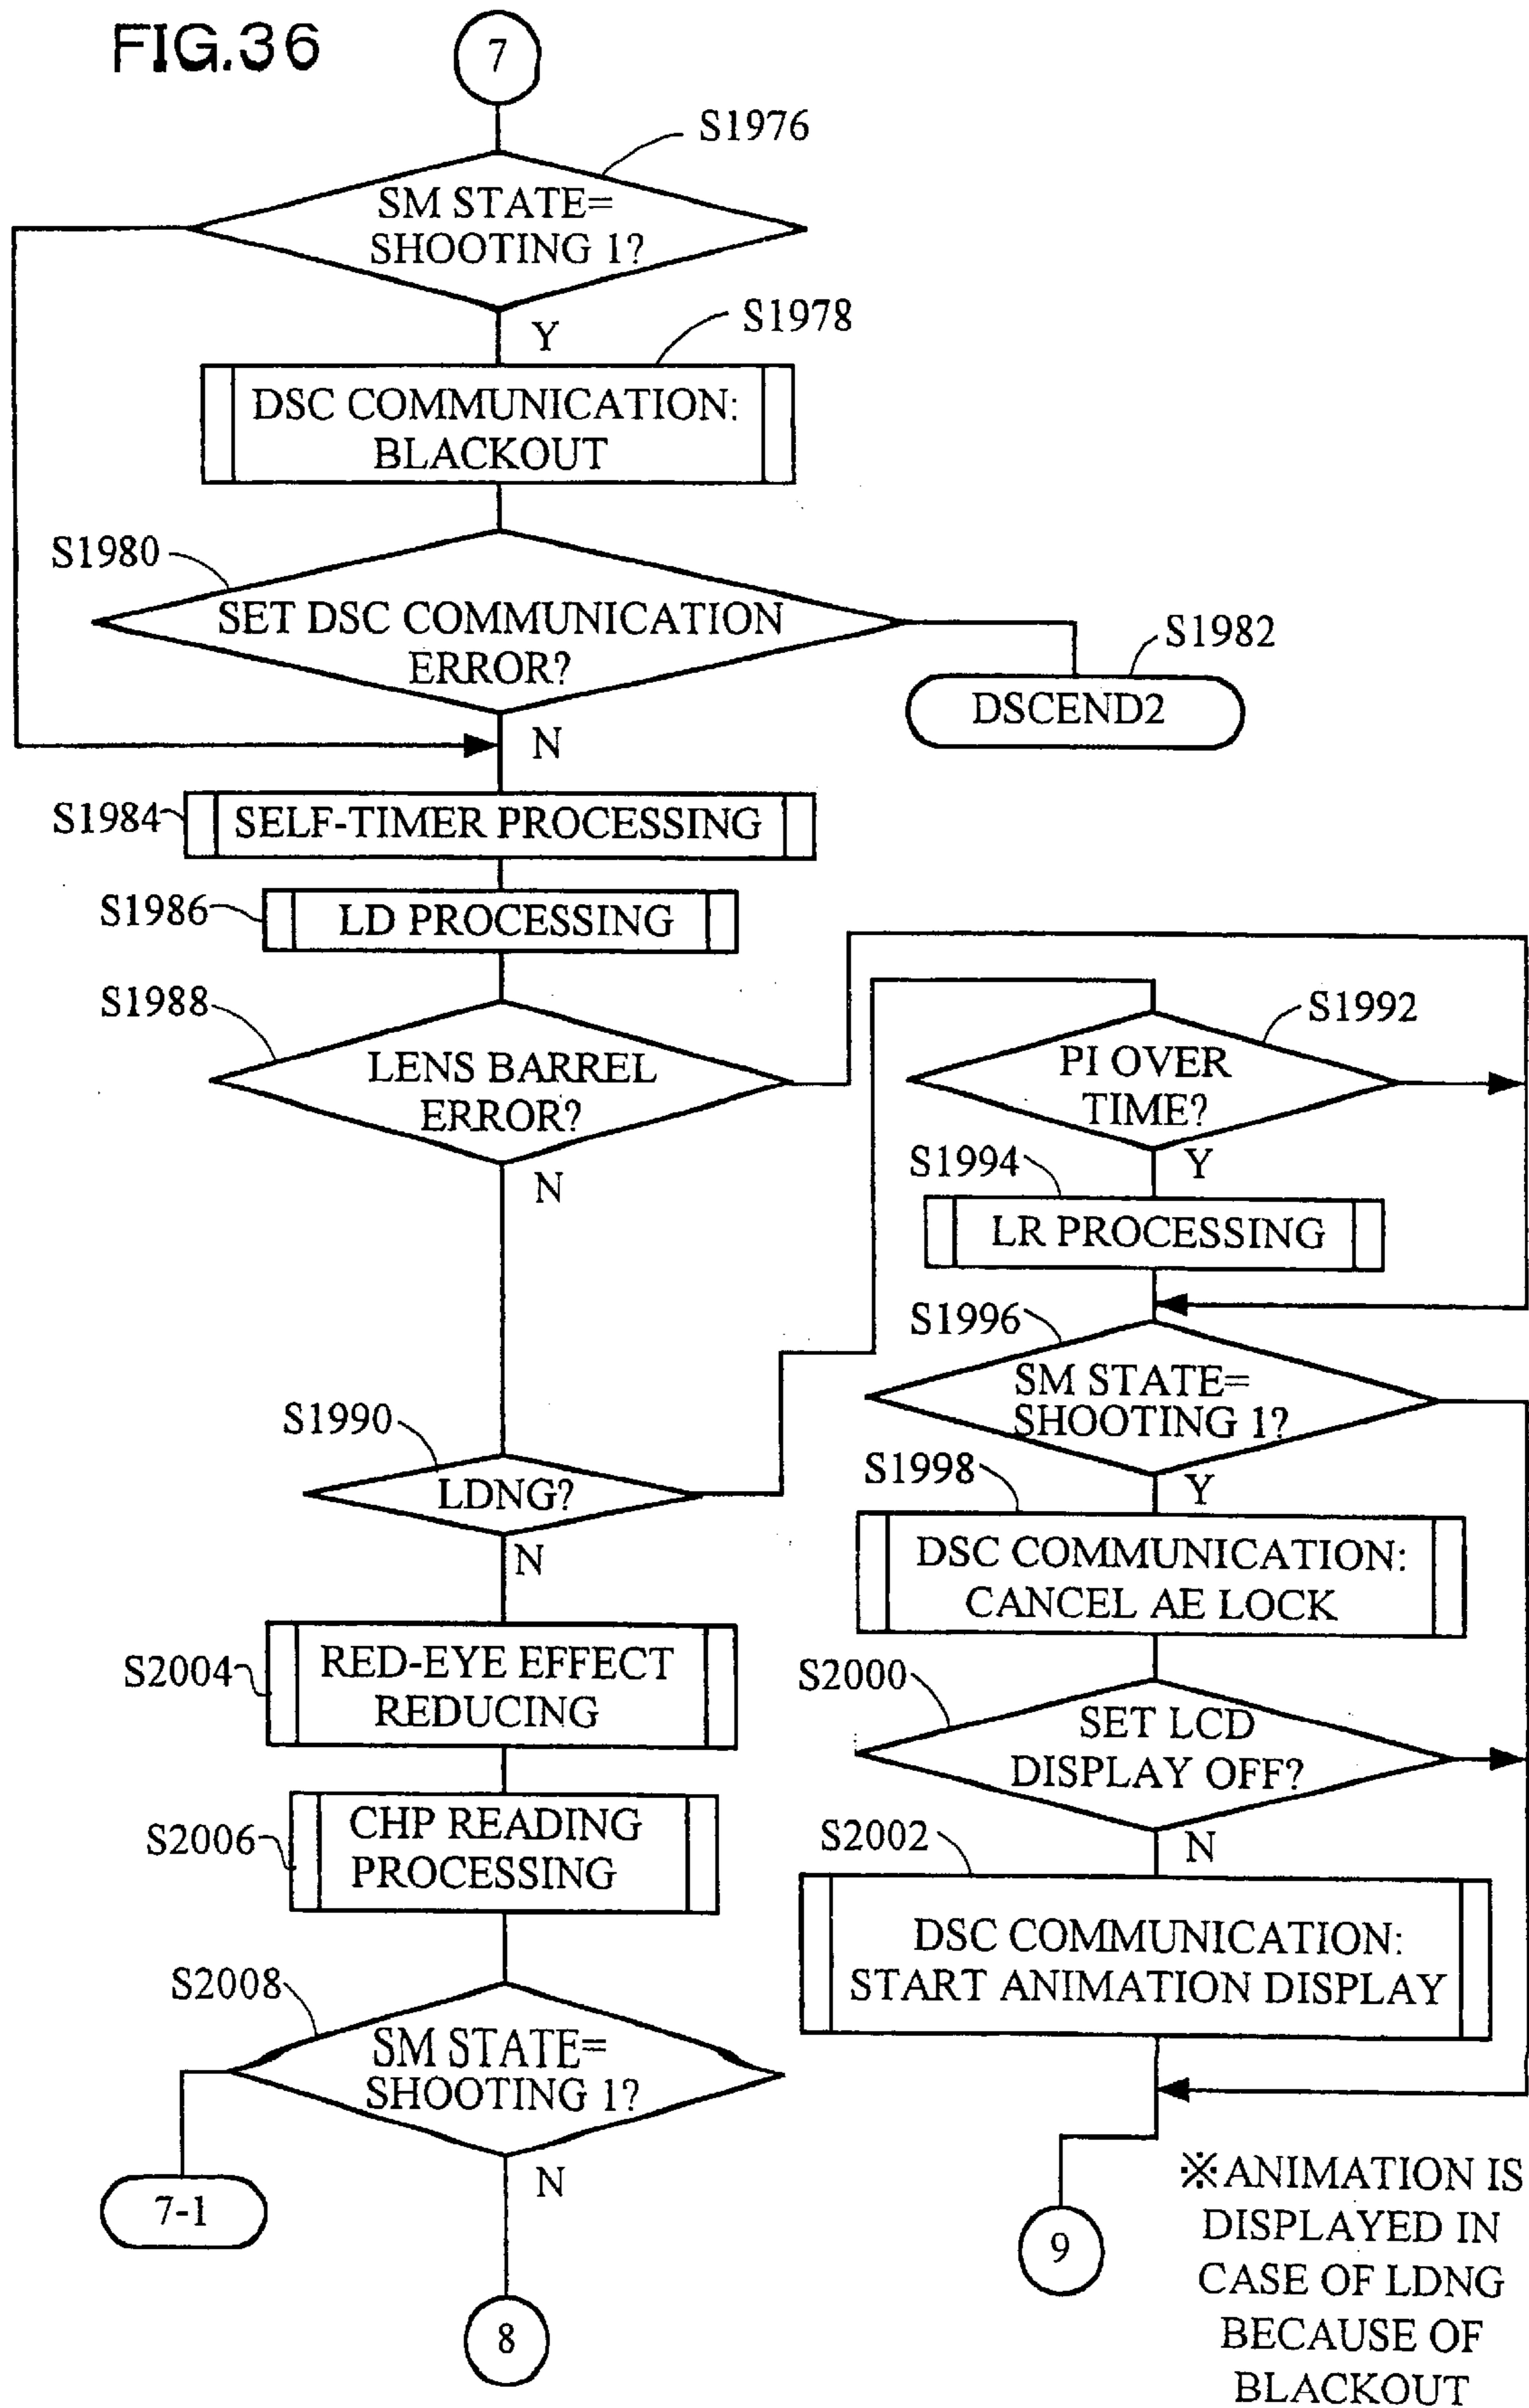 FIG.36
7
S1976
SM STATE=
SHOOTING 1?
Y
S1978
DSC COMMUNICATION:
BLACKOUT
S1980
SET DSC COMMUNICATION
ERROR?
S1982
DSCEND2
N
S1984
SELF-TIMER PROCESSING
S1986
LD PROCESSING
S1988
LENS BARREL
ERROR?
N
S1990
LDNG?
N
S1992
PI OVER
TIME?
Y
S1994
LR PROCESSING
S1996
SM STATE=
SHOOTING 1?
Y
S1998
DSC COMMUNICATION:
CANCEL AE LOCK
S2000
SET LCD
DISPLAY OFF?
N
S2002
DSC COMMUNICATION:
START ANIMATION DISPLAY
9
S2004
RED-EYE EFFECT
REDUCING
S2006
CHP READING
PROCESSING
S2008
SM STATE=
SHOOTING 1?
7-1
N
8
※ANIMATION IS
DISPLAYED IN
CASE OF LDNG
BECAUSE OF
BLACKOUT